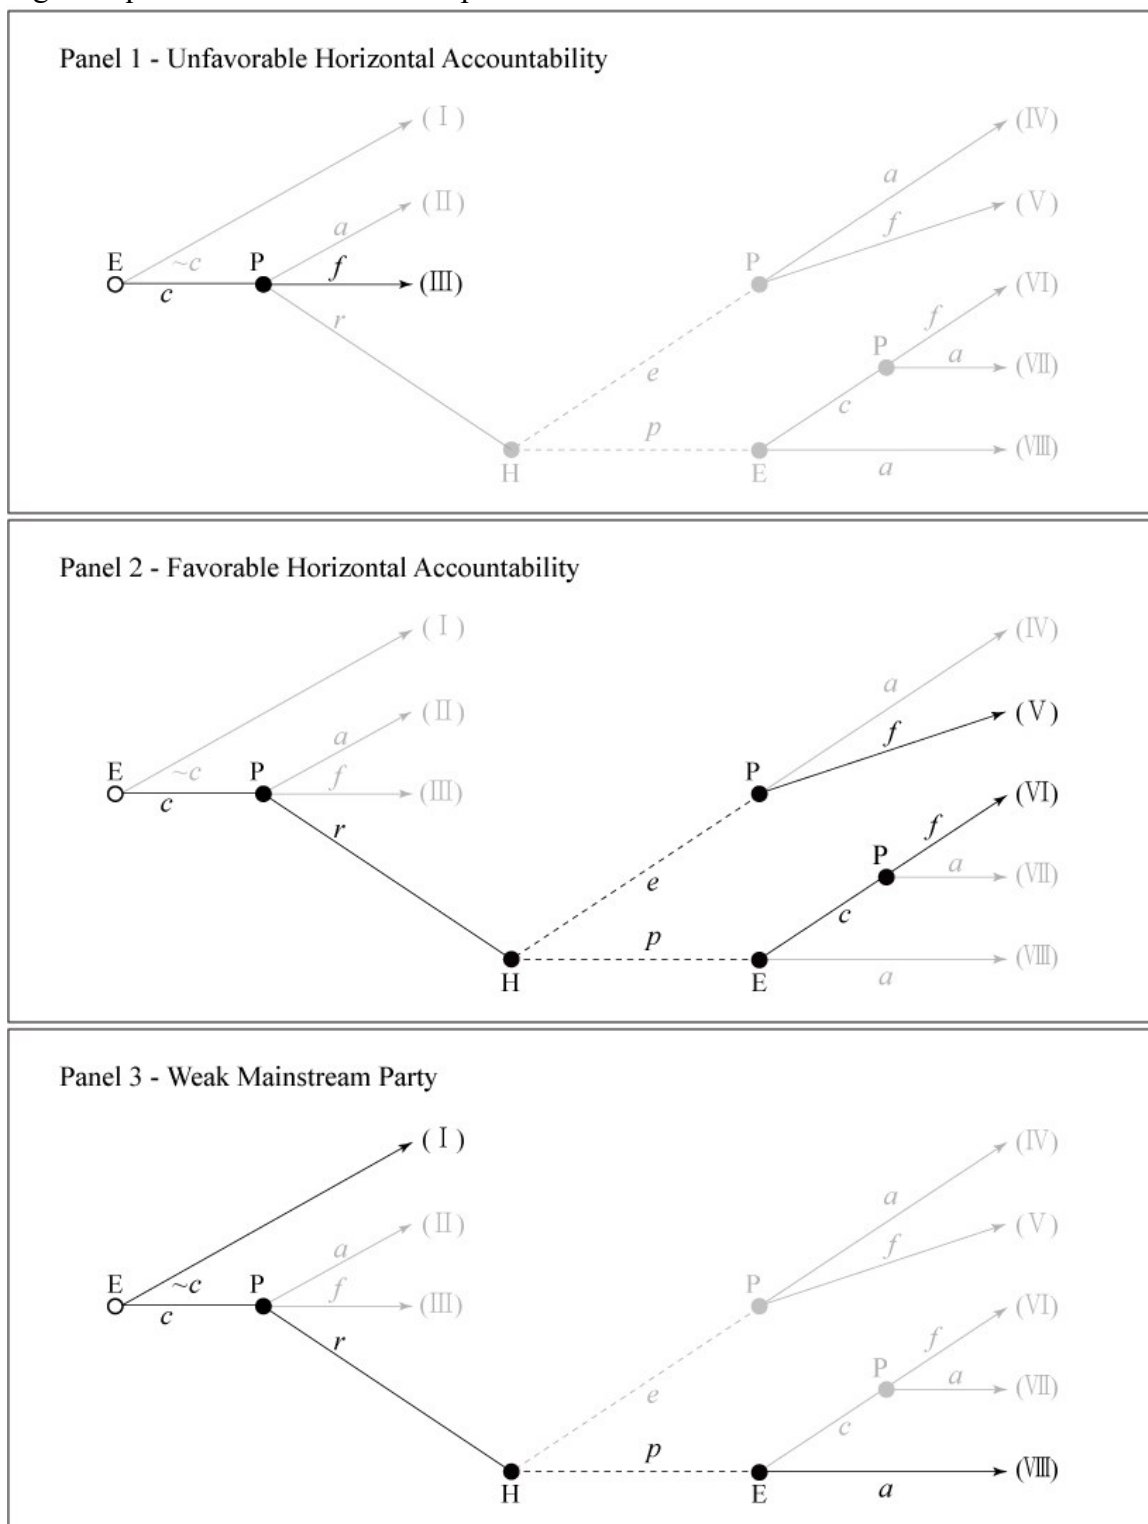 Panel 1 - Unfavorable Horizontal Accountability
(I)
(IV)
a
(II)
(V)
a
f
E
~c
P
f
(III)
c
P
(VI)
f
r
P
a
(VII)
e
c
p
(VIII)
H
E
a
Panel 2 - Favorable Horizontal Accountability
(I)
(IV)
a
(II)
(V)
a
f
E
~c
P
f
(III)
c
P
(VI)
f
r
P
a
(VII)
e
c
p
(VIII)
H
E
a
Panel 3 - Weak Mainstream Party
(I)
(IV)
a
(II)
(V)
a
f
E
~c
P
f
(III)
c
P
(VI)
f
r
P
a
(VII)
e
c
p
(VIII)
H
E
a